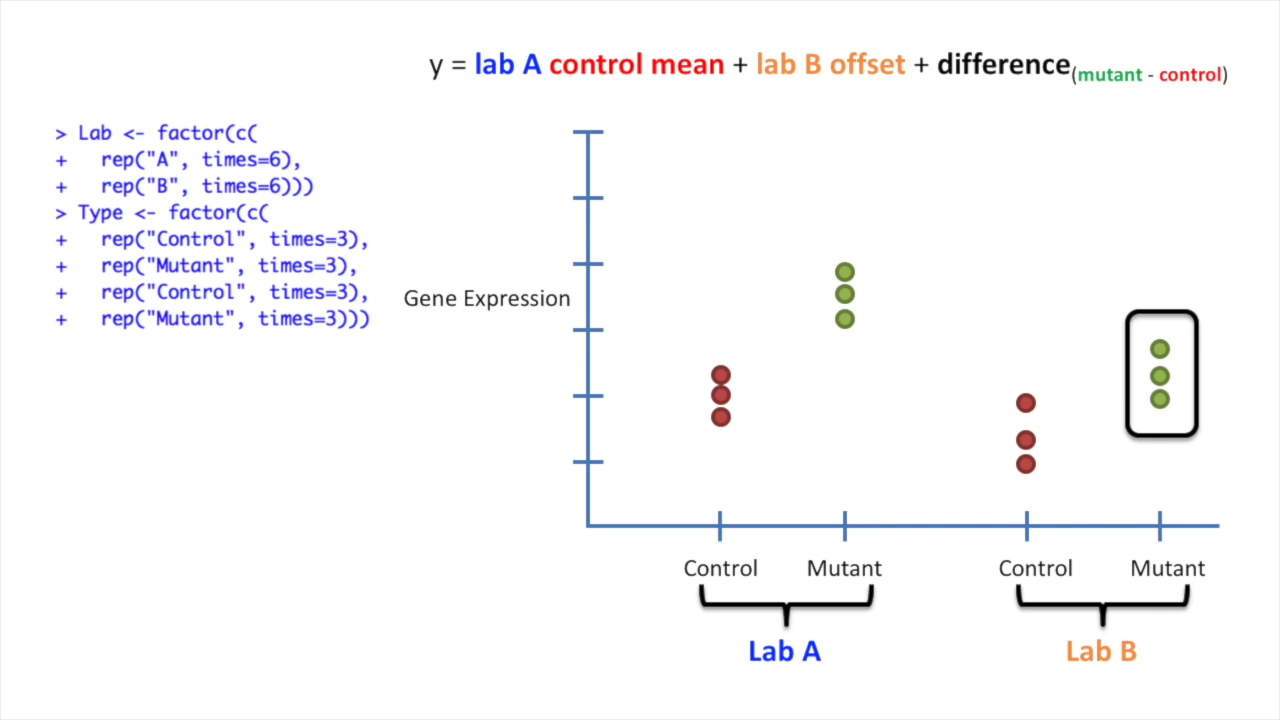 y = lab A control mean + lab B offset + difference(mutant - control)
> Lab <- factor(c(
+   rep("A", times=6),
+   rep("B", times=6)))
> Type <- factor(c(
+   rep("Control", times=3),
+   rep("Mutant", times=3),
+   rep("Control", times=3),
+   rep("Mutant", times=3)))
Gene Expression
Control Mutant Control Mutant
Lab A Lab B